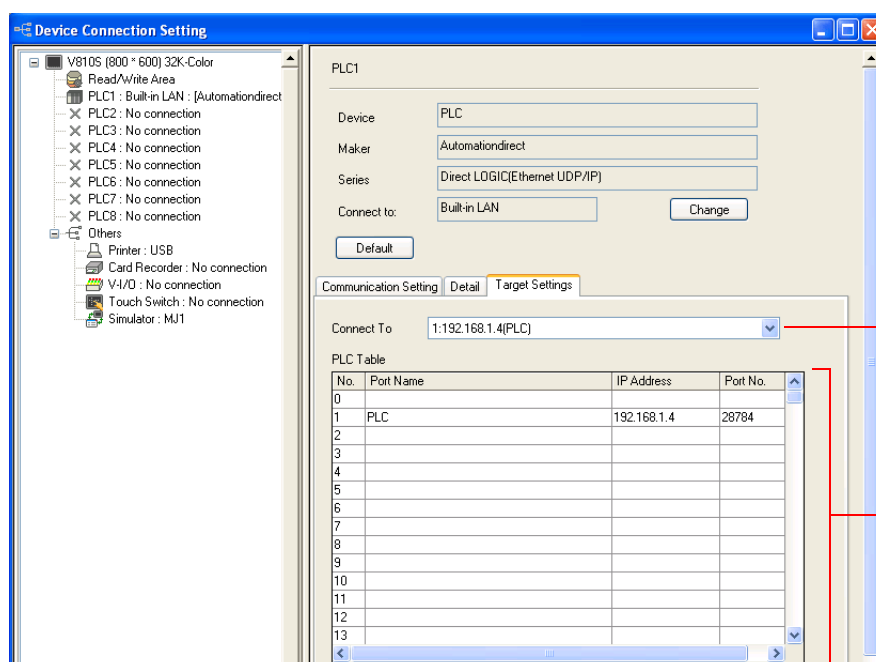 Device Connection Setting
V810S (800 * 600) 32K-Color
Read/Write Area
PLC1 : Built-in LAN : [Automationdirect
PLC2 : No connection
PLC3 : No connection
PLC4 : No connection
PLC5 : No connection
PLC6 : No connection
PLC7 : No connection
PLC8 : No connection
Others
Printer : USB
Card Recorder : No connection
V-I/O : No connection
Touch Switch : No connection
Simulator : MJ1
PLC1
Device PLC
Maker Automationdirect
Series Direct LOGIC(Ethernet UDP/IP)
Connect to: Built-in LAN Change
Default
Communication Setting Detail Target Settings
Connect To 1:192.168.1.4(PLC)
PLC Table
No. Port Name IP Address Port No.
0
1 PLC 192.168.1.4 28784
2
3
4
5
6
7
8
9
10
11
12
13